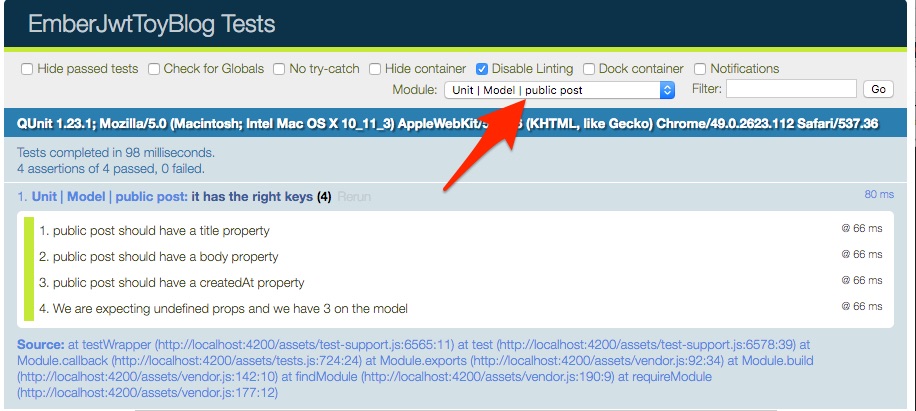 EmberJwtToyBlog Tests
Hide passed tests Check for Globals No try-catch Hide container Disable Linting Dock container Notifications
Module: Unit | Model | public post Filter: Go
QUnit 1.23.1; Mozilla/5.0 (Macintosh; Intel Mac OS X 10_11_3) AppleWebKit/5 (KHTML, like Gecko) Chrome/49.0.2623.112 Safari/537.36
Tests completed in 98 milliseconds.
4 assertions of 4 passed, 0 failed.
1. Unit | Model | public post: it has the right keys (4) Rerun 80 ms
1. public post should have a title property @ 66 ms
2. public post should have a body property @ 66 ms
3. public post should have a createdAt property @ 66 ms
4. We are expecting undefined props and we have 3 on the model @ 66 ms
Source: at testWrapper (http://localhost:4200/assets/test-support.js:6565:11) at test (http://localhost:4200/assets/test-support.js:6578:39) at
Module.callback (http://localhost:4200/assets/tests.js:724:24) at Module.exports (http://localhost:4200/assets/vendor.js:92:34) at Module.build
(http://localhost:4200/assets/vendor.js:142:10) at findModule (http://localhost:4200/assets/vendor.js:190:9) at requireModule
(http://localhost:4200/assets/vendor.js:177:12)